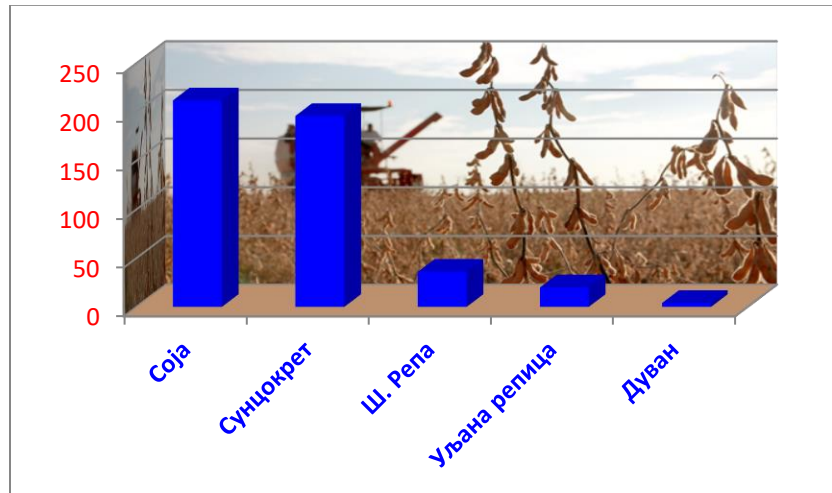 250
200
150
100
50
0
Соја
Сунцокрет
Ш. Репа
Уљана репица
Дуван